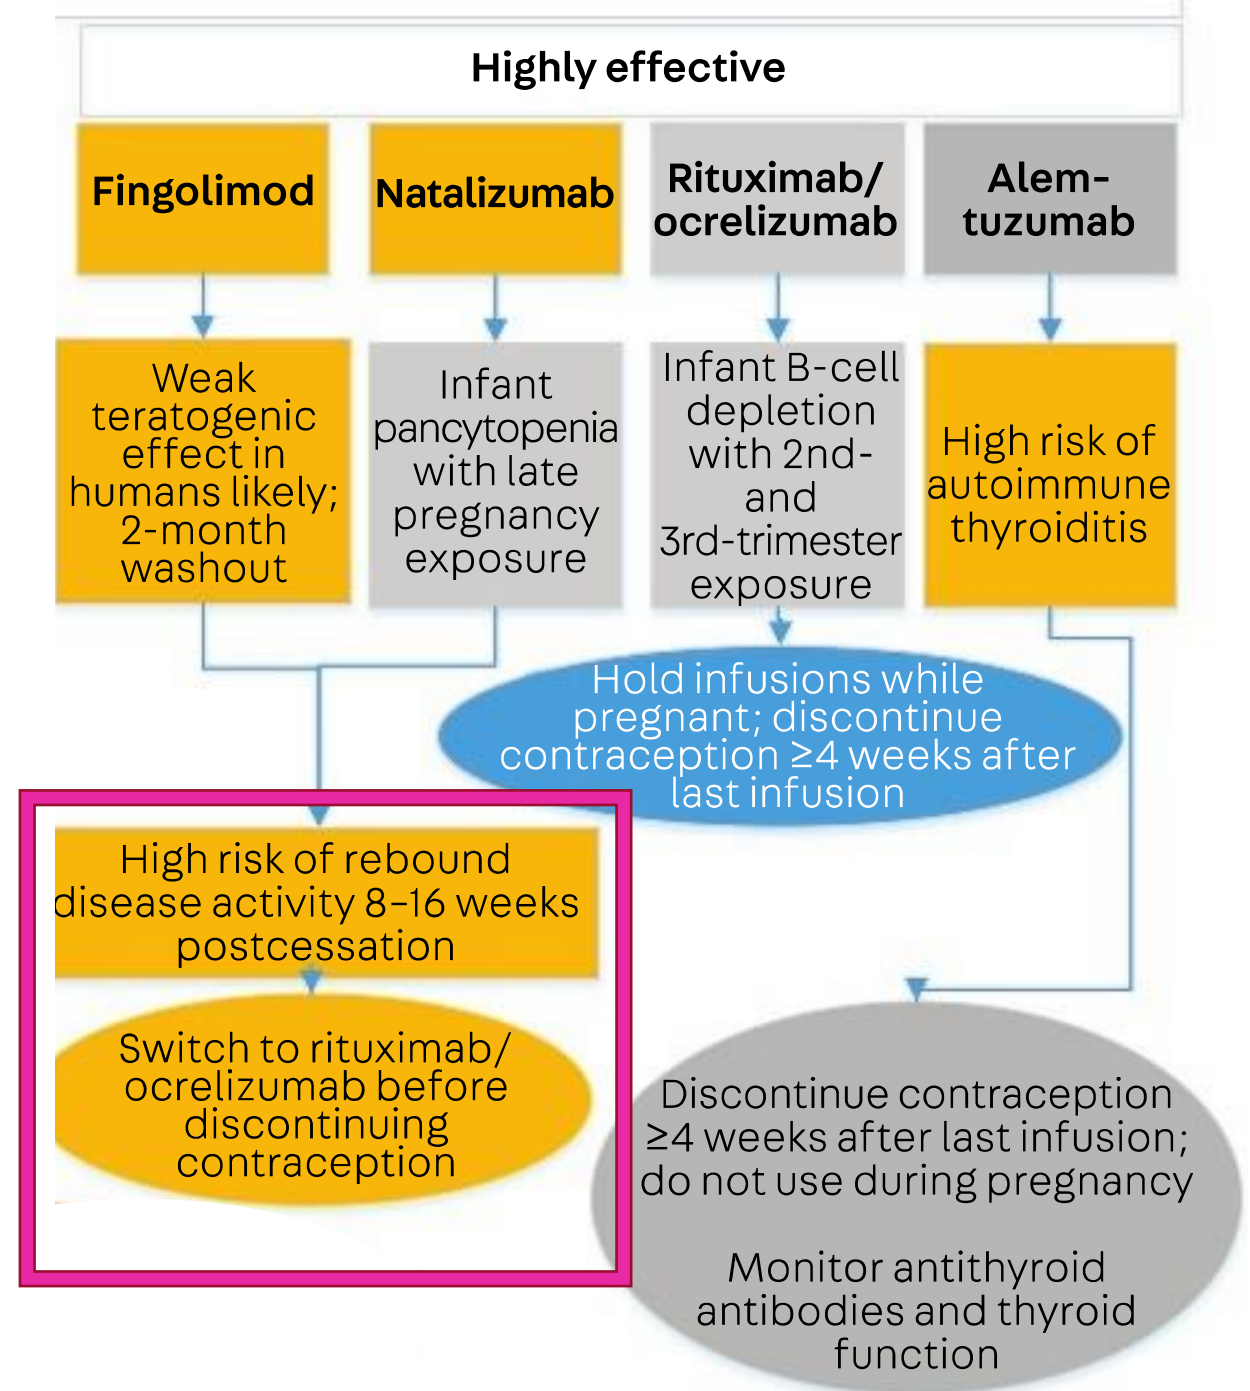 Highly effective
Fingolimod
Natalizumab
Rituximab/
ocrelizumab
Alem-
tuzumab
Weak
teratogenic
effect in
humans likely;
2-month
washout
Infant
pancytopenia
with late
pregnancy
exposure
Infant B-cell
depletion
with 2nd-
and
3rd-trimester
exposure
High risk of
autoimmune
thyroiditis
Hold infusions while
pregnant; discontinue
contraception ≥4 weeks after
last infusion
High risk of rebound
disease activity 8–16 weeks
postcessation
Switch to rituximab/
ocrelizumab before
discontinuing
contraception
Discontinue contraception
≥4 weeks after last infusion;
do not use during pregnancy
Monitor antithyroid
antibodies and thyroid
function